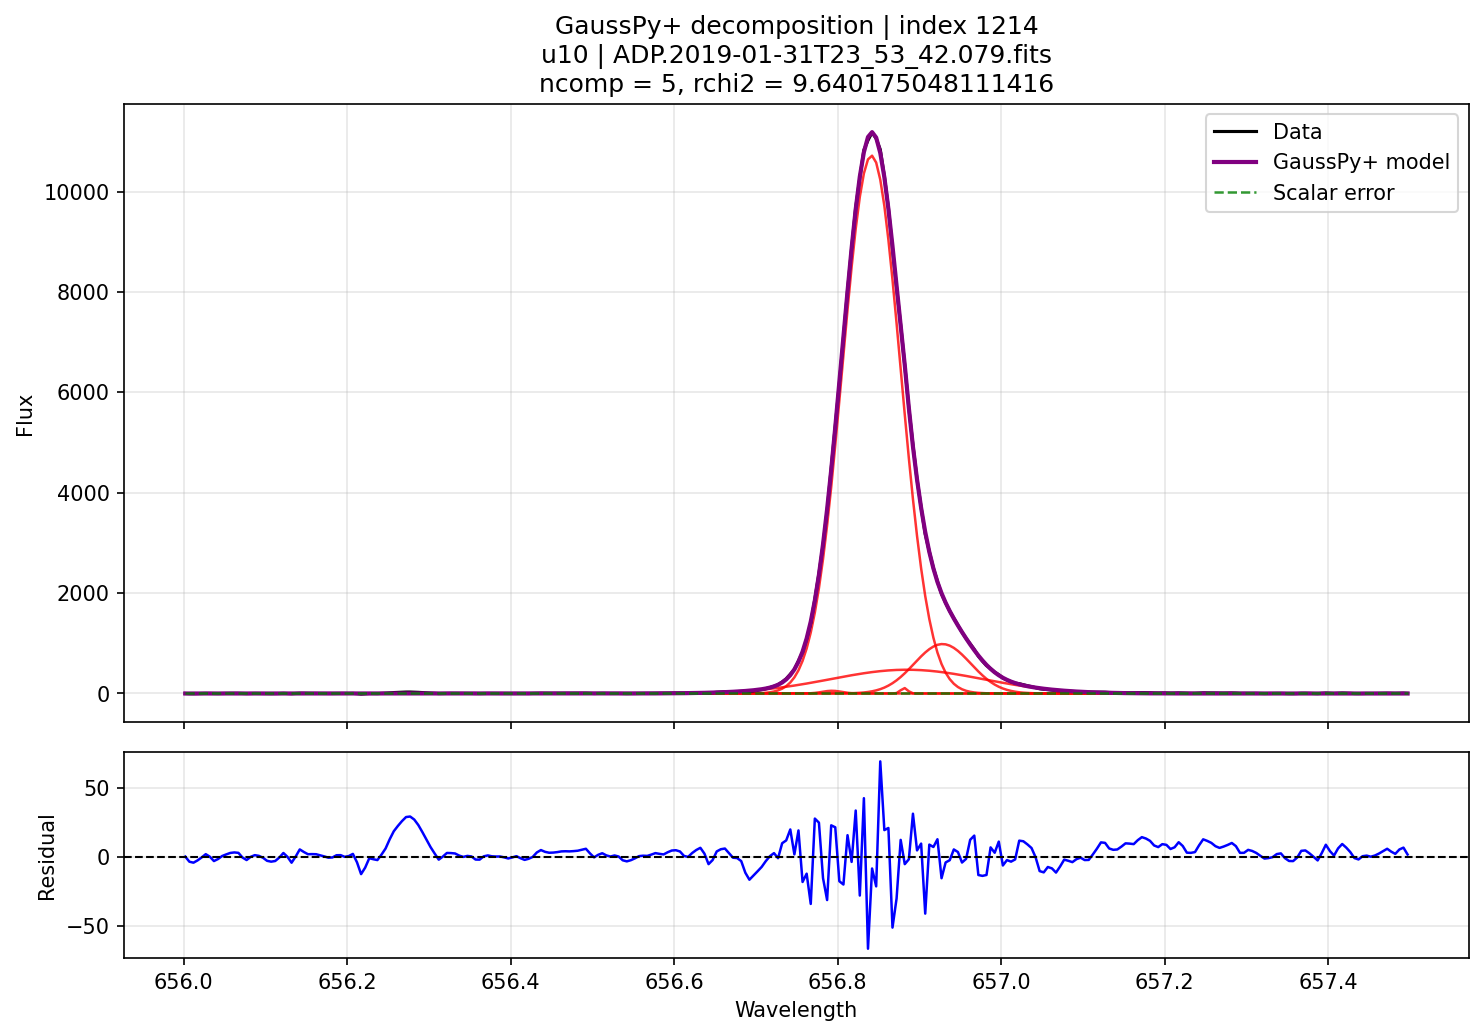 GaussPy+ decomposition | index 1214
u10 | ADP.2019-01-31T23_53_42.079.fits
ncomp = 5, rchi2 = 9.640175048111416
Data
GaussPy+ model
Scalar error
10000
8000
6000
4000
2000
0
Flux
50
0
−50
Residual
656.0 656.2 656.4 656.6 656.8 657.0 657.2 657.4
Wavelength